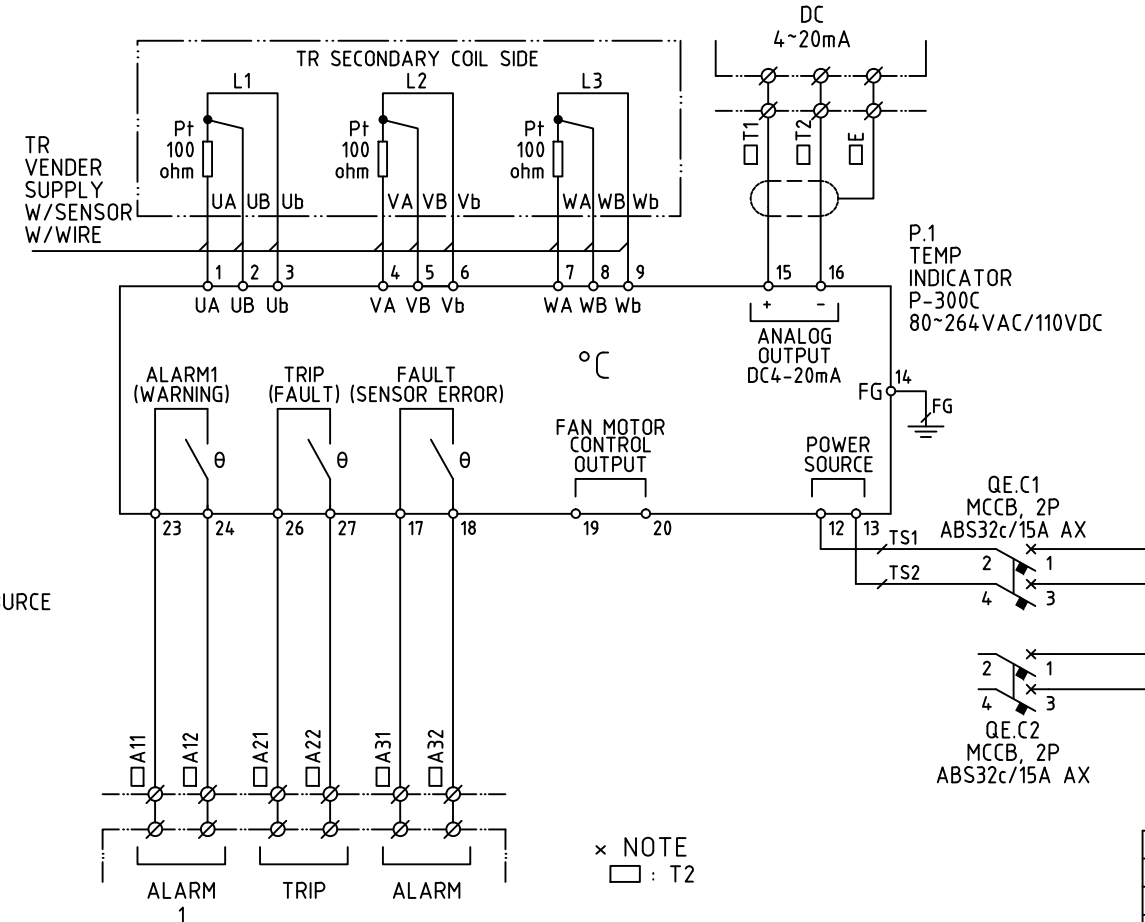 DC
4~20mA
TR SECONDARY COIL SIDE
L1
L2
L3
Pt
100
ohm
Pt
100
ohm
Pt
100
ohm
T1
T2
E
TR
VENDER
SUPPLY
W/SENSOR
W/WIRE
UA UB Ub
VA VB Vb
WA WB Wb
1 2 3 4 5 6 7 8 9 15 16
UA UB Ub
VA VB Vb
WA WB Wb
+ -
ANALOG
OUTPUT
DC4-20mA
P.1
TEMP
INDICATOR
P-300C
80~264VAC/110VDC
°C
14
FG
FG
ALARM1
(WARNING)
TRIP
(FAULT)
FAULT
(SENSOR ERROR)
θ
θ
θ
FAN MOTOR
CONTROL
OUTPUT
POWER
SOURCE
23 24 26 27 17 18 19 20 12 13
QE.C1
MCCB, 2P
ABS32c/15A AX
TS1
2 1
TS2
4 3
URCE
2 1
4 3
QE.C2
MCCB, 2P
ABS32c/15A AX
A11
A12
A21
A22
A31
A32
ALARM
1
TRIP
ALARM
× NOTE
: T2